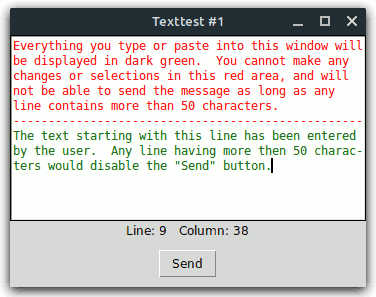 Texttest #1
Everything you type or paste into this window will
be displayed in dark green.  You cannot make any
changes or selections in this red area, and will
not be able to send the message as long as any
line contains more than 50 characters.
--------------------------------------------------
The text starting with this line has been entered
by the user.  Any line having more then 50 charac-
ters would disable the "Send" button.
Line: 9   Column: 38
Send